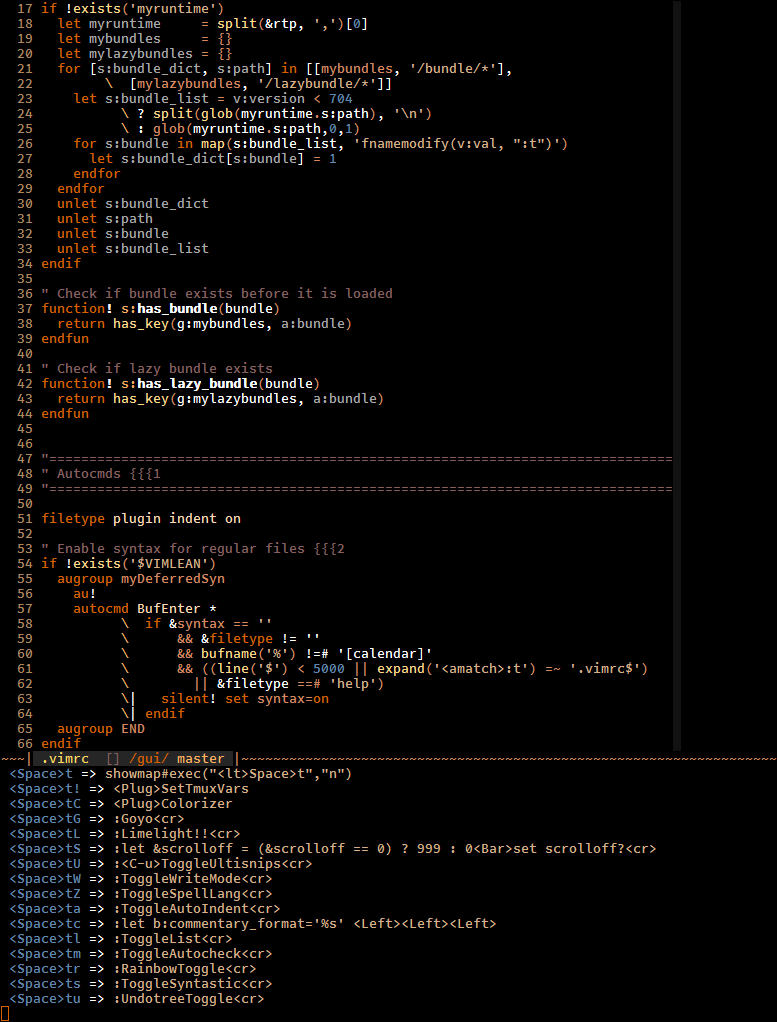 17 if !exists('myruntime')
18   let myruntime     = split(&rtp, ',')[0]
19   let mybundles     = {}
20   let mylazybundles = {}
21   for [s:bundle_dict, s:path] in [[mybundles, '/bundle/*'],
22         \  [mylazybundles, '/lazybundle/*']]
23     let s:bundle_list = v:version < 704
24           \ ? split(glob(myruntime.s:path), '\n')
25           \ : glob(myruntime.s:path,0,1)
26     for s:bundle in map(s:bundle_list, 'fnamemodify(v:val, ":t")')
27       let s:bundle_dict[s:bundle] = 1
28     endfor
29   endfor
30   unlet s:bundle_dict
31   unlet s:path
32   unlet s:bundle
33   unlet s:bundle_list
34 endif
35
36 " Check if bundle exists before it is loaded
37 function! s:has_bundle(bundle)
38   return has_key(g:mybundles, a:bundle)
39 endfun
40
41 " Check if lazy bundle exists
42 function! s:has_lazy_bundle(bundle)
43   return has_key(g:mylazybundles, a:bundle)
44 endfun
45
46
47 "==============================================================================
48 " Autocmds {{{1
49 "==============================================================================
50
51 filetype plugin indent on
52
53 " Enable syntax for regular files {{{2
54 if !exists('$VIMLEAN')
55   augroup myDeferredSyn
56     au!
57     autocmd BufEnter *
58           \  if &syntax == ''
59           \      && &filetype != ''
60           \      && bufname('%') !=# '[calendar]'
61           \      && ((line('$') < 5000 || expand('<amatch>:t') =~ '.vimrc$')
62           \        || &filetype ==# 'help')
63           \|   silent! set syntax=on
64           \| endif
65   augroup END
66 endif
~~~| .vimrc  [] /gui/ master |~~~~~~~~~~~~~~~~~~~~~~~~~~~~~~~~~~~~~~~~~~~~~~~~~~~~~~~~~~~~~~~~~~~
<Space>t => showmap#exec("<lt>Space>t","n")
<Space>t! => <Plug>SetTmuxVars
<Space>tC => <Plug>Colorizer
<Space>tG => :Goyo<cr>
<Space>tL => :Limelight!!<cr>
<Space>tS => :let &scrolloff = (&scrolloff == 0) ? 999 : 0<Bar>set scrolloff?<cr>
<Space>tU => :<C-u>ToggleUltisnips<cr>
<Space>tW => :ToggleWriteMode<cr>
<Space>tZ => :ToggleSpellLang<cr>
<Space>ta => :ToggleAutoIndent<cr>
<Space>tc => :let b:commentary_format='%s' <Left><Left><Left>
<Space>tl => :ToggleList<cr>
<Space>tm => :ToggleAutocheck<cr>
<Space>tr => :RainbowToggle<cr>
<Space>ts => :ToggleSyntastic<cr>
<Space>tu => :UndotreeToggle<cr>